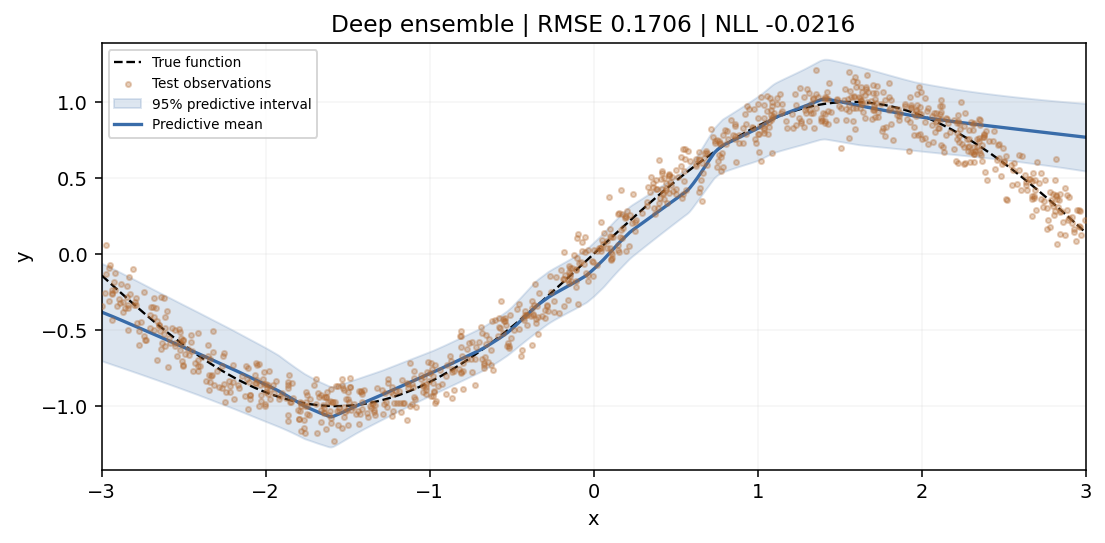 Deep ensemble | RMSE 0.1706 | NLL -0.0216
True function
Test observations
95% predictive interval
Predictive mean
1.0
0.5
0.0
−0.5
−1.0
y
−3
−2
−1
0
1
2
3
x